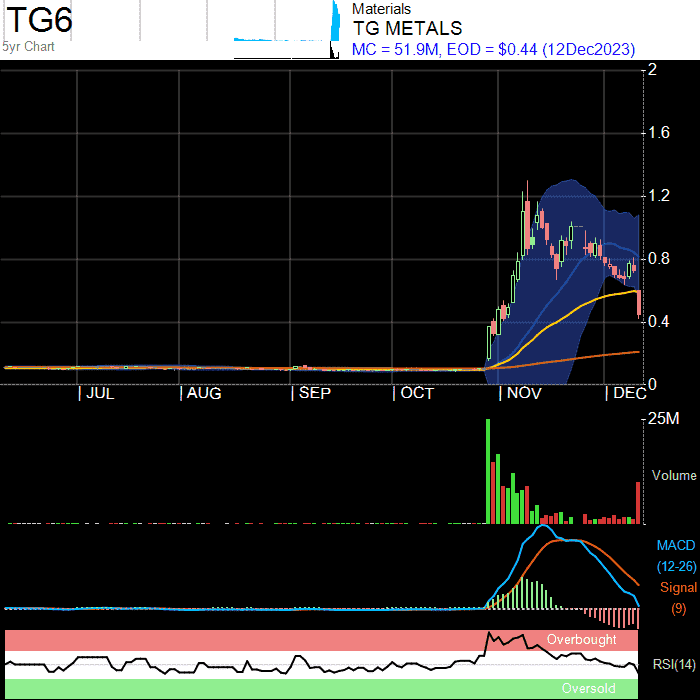 TG6
5yr Chart
Materials
TG METALS
MC = 51.9M, EOD = $0.44 (12Dec2023)
2
1.6
1.2
0.8
0.4
0
JUL
AUG
SEP
OCT
NOV
DEC
25M
Volume
MACD
(12-26)
Signal
(9)
Overbought
RSI(14)
Oversold